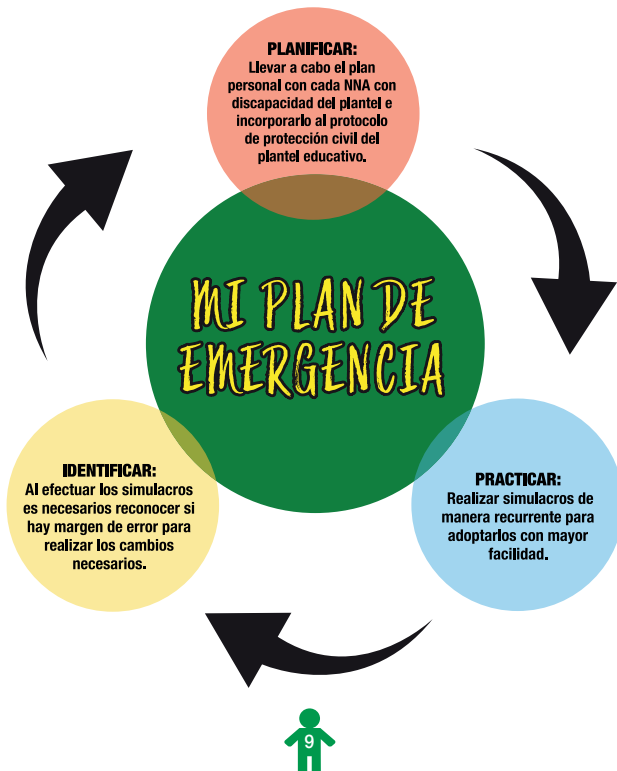 PLANIFICAR:
Llevar a cabo el plan
personal con cada NNA con
discapacidad del plantel e
incorporarlo al protocolo
de protección civil del
plantel educativo.
MI PLAN DE
EMERGENCIA
IDENTIFICAR:
Al efectuar los simulacros
es necesarios reconocer si
hay margen de error para
realizar los cambios
necesarios.
PRACTICAR:
Realizar simulacros de
manera recurrente para
adoptarlos con mayor
facilidad.
9